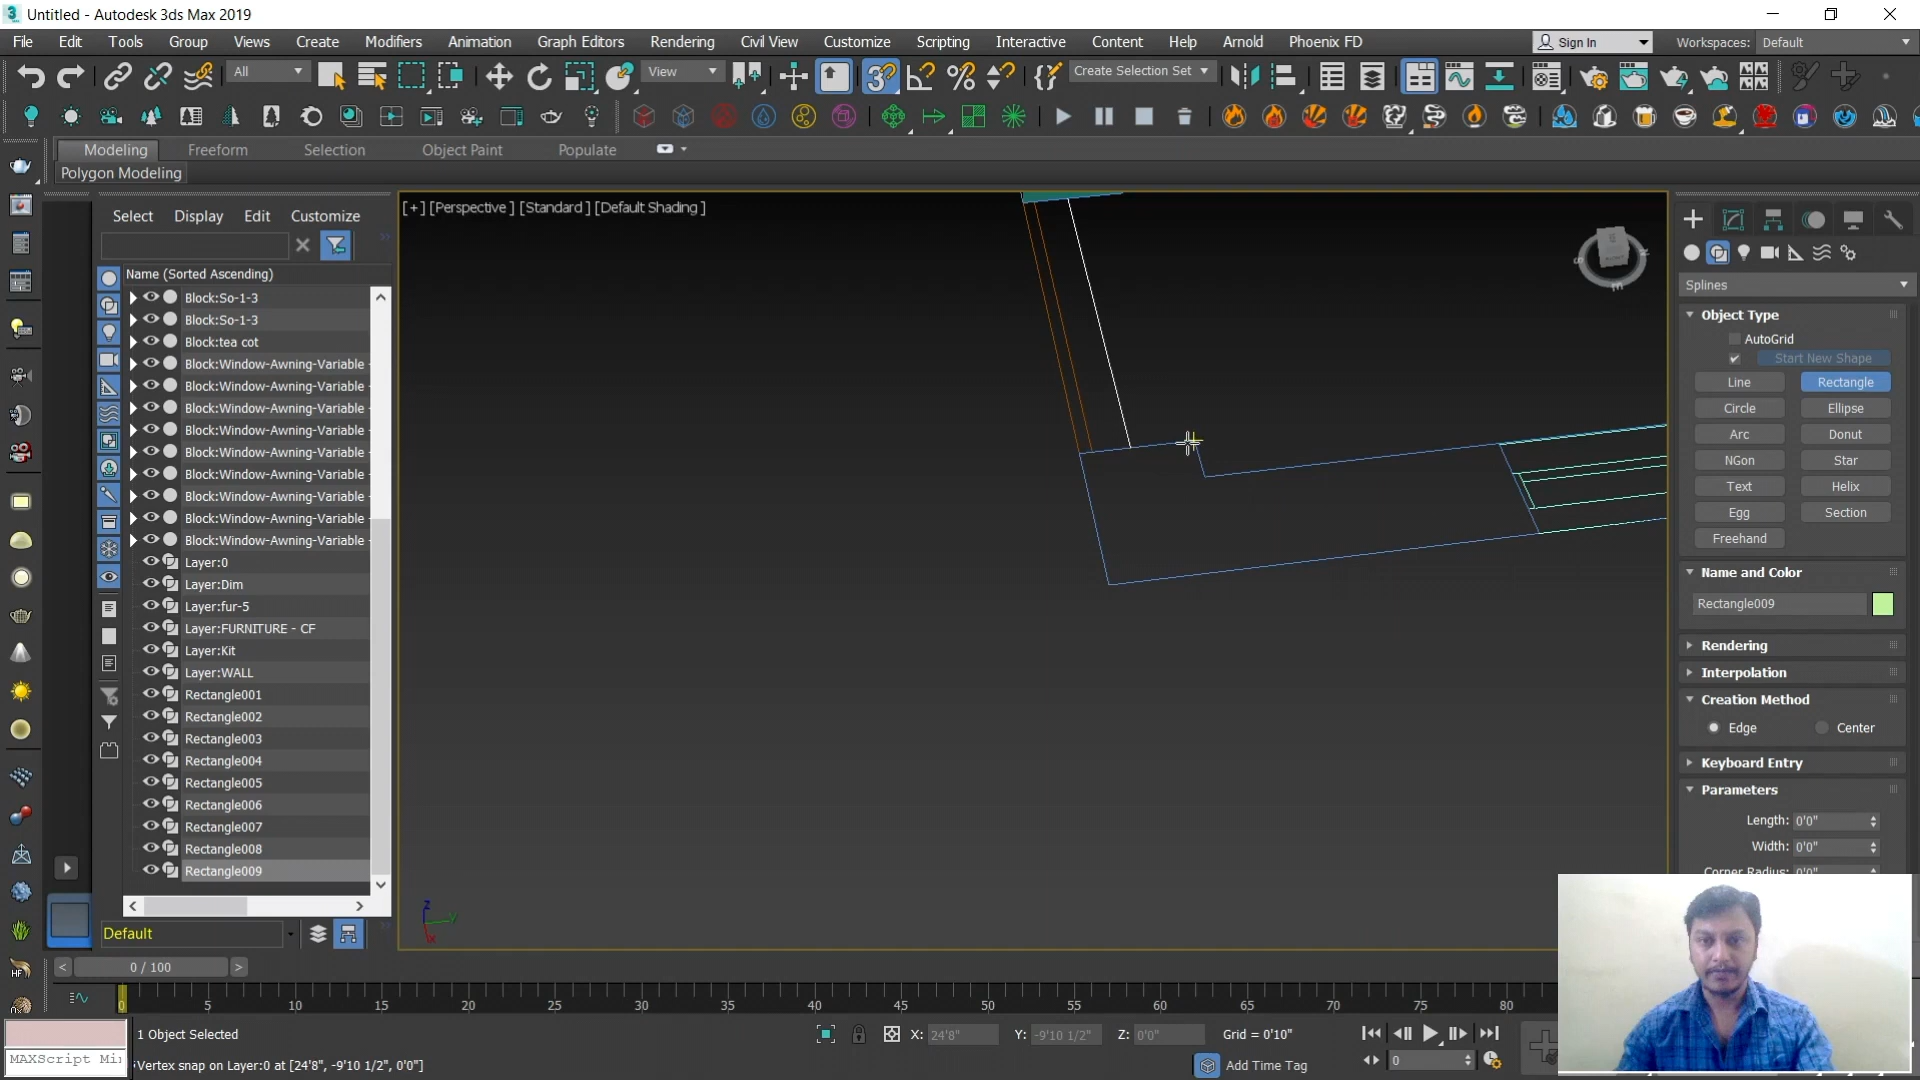 Untitled - Autodesk 3ds Max 2019
File Edit Tools Group Views Create Modifiers Animation Graph Editors Rendering Civil View Customize Scripting Interactive Content Help Arnold Phoenix FD Sign In Workspaces: Default
All View Create Selection Set
Modeling Freeform Selection Object Paint Populate
Polygon Modeling
Select Display Edit Customize
[+] [Perspective ] [Standard ] [Default Shading ]
Name (Sorted Ascending)
Block:So-1-3
Block:So-1-3
Block:tea cot
Block:Window-Awning-Variable
Block:Window-Awning-Variable
Block:Window-Awning-Variable
Block:Window-Awning-Variable
Block:Window-Awning-Variable
Block:Window-Awning-Variable
Block:Window-Awning-Variable
Block:Window-Awning-Variable
Block:Window-Awning-Variable
Layer:0
Layer:Dim
Layer:fur-5
Layer:FURNITURE - CF
Layer:Kit
Layer:WALL
Rectangle001
Rectangle002
Rectangle003
Rectangle004
Rectangle005
Rectangle006
Rectangle007
Rectangle008
Rectangle009
Default
Splines
Object Type
AutoGrid
Start New Shape
Line Rectangle
Circle Ellipse
Arc Donut
NGon Star
Text Helix
Egg Section
Freehand
Name and Color
Rectangle009
Rendering
Interpolation
Creation Method
Edge Center
Keyboard Entry
Parameters
Length: 0'0"
Width: 0'0"
Corner Radius: 0'0"
< 0 / 100 >
0 5 10 15 20 25 30 35 40 45 50 55 60 65 70 75 80
1 Object Selected X: 24'8" Y: -9'10 1/2" Z: 0'0" Grid = 0'10"
MAXScript Mi
Vertex snap on Layer:0 at [24'8", -9'10 1/2", 0'0"] Add Time Tag 0